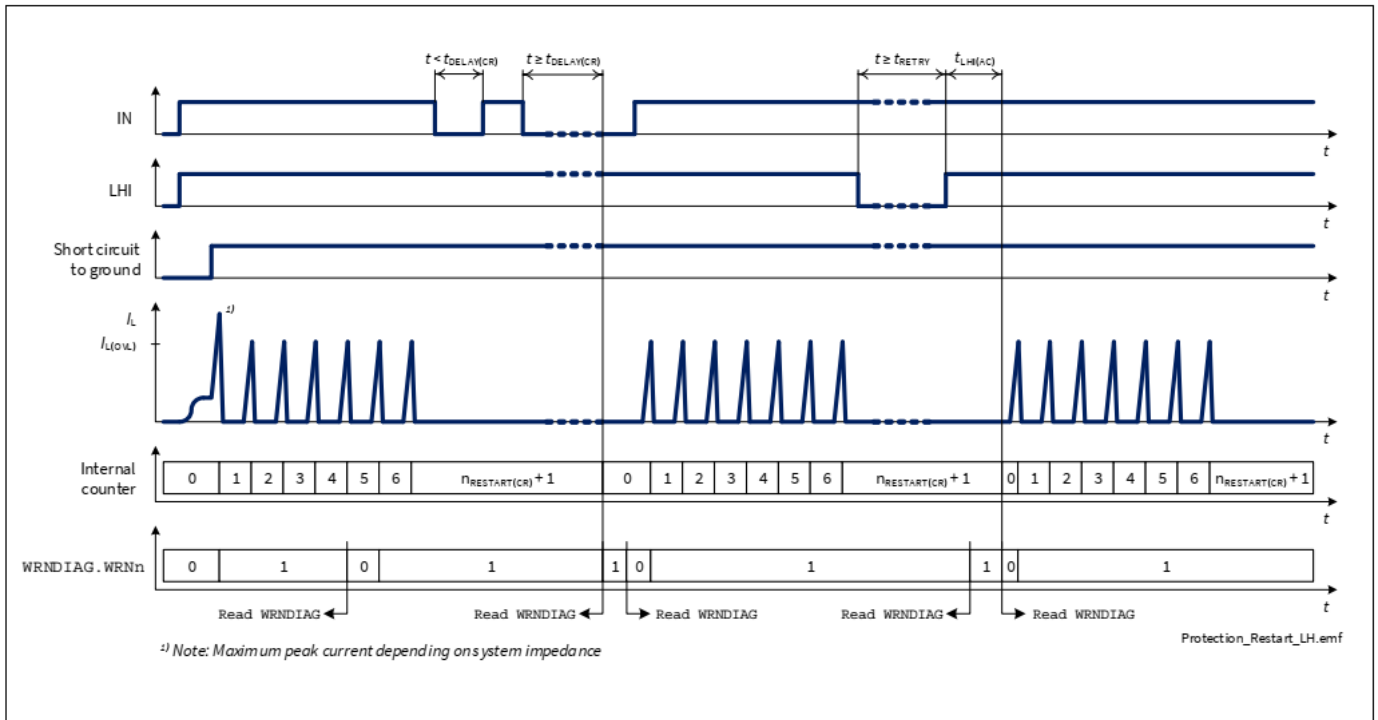 t < tDELAY(CR) t ≥ tDELAY(CR) t ≥ tRETRY tLHI(AC)
IN
t
LHI
t
Short circuit
to ground
t
IL
1)
IL(OVL)
t
Internal
counter
0 1 2 3 4 5 6 nRESTART(CR) + 1 0 1 2 3 4 5 6 nRESTART(CR) + 1 0 1 2 3 4 5 6 nRESTART(CR) + 1
t
WRNDIAG.WRNn
0 1 0 1 1 0 1 1 0 1
t
Read WRNDIAG Read WRNDIAG Read WRNDIAG Read WRNDIAG Read WRNDIAG
Protection_Restart_LH.emf
1) Note: Maximum peak current depending on system impedance